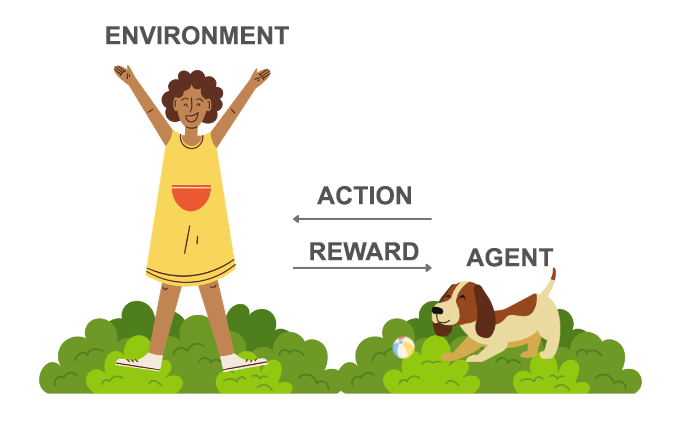 ENVIRONMENT
ACTION
REWARD
AGENT